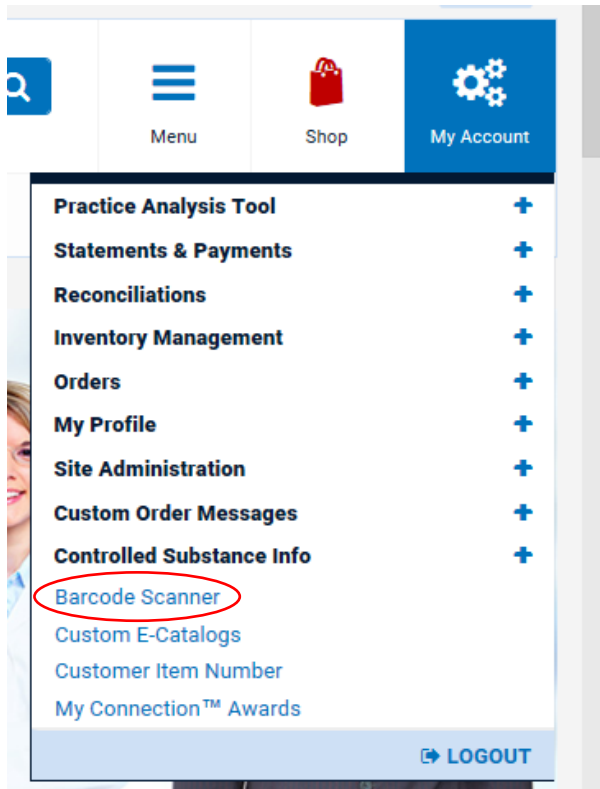 Menu
Shop
My Account
Practice Analysis Tool
Statements & Payments
Reconciliations
Inventory Management
Orders
My Profile
Site Administration
Custom Order Messages
Controlled Substance Info
Barcode Scanner
Custom E-Catalogs
Customer Item Number
My Connection™ Awards
LOGOUT